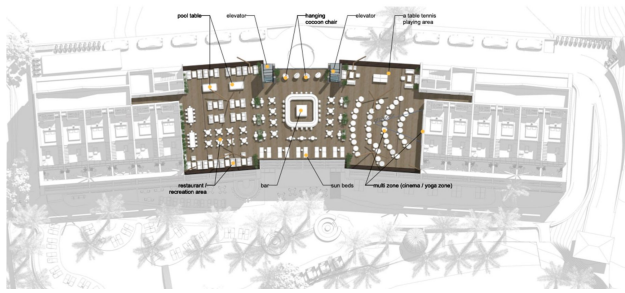 pool table
elevator
hanging
cocoon chair
elevator
a table tennis
playing area
restaurant /
recreation area
bar
sun beds
multi zone (cinama / yoga zone)